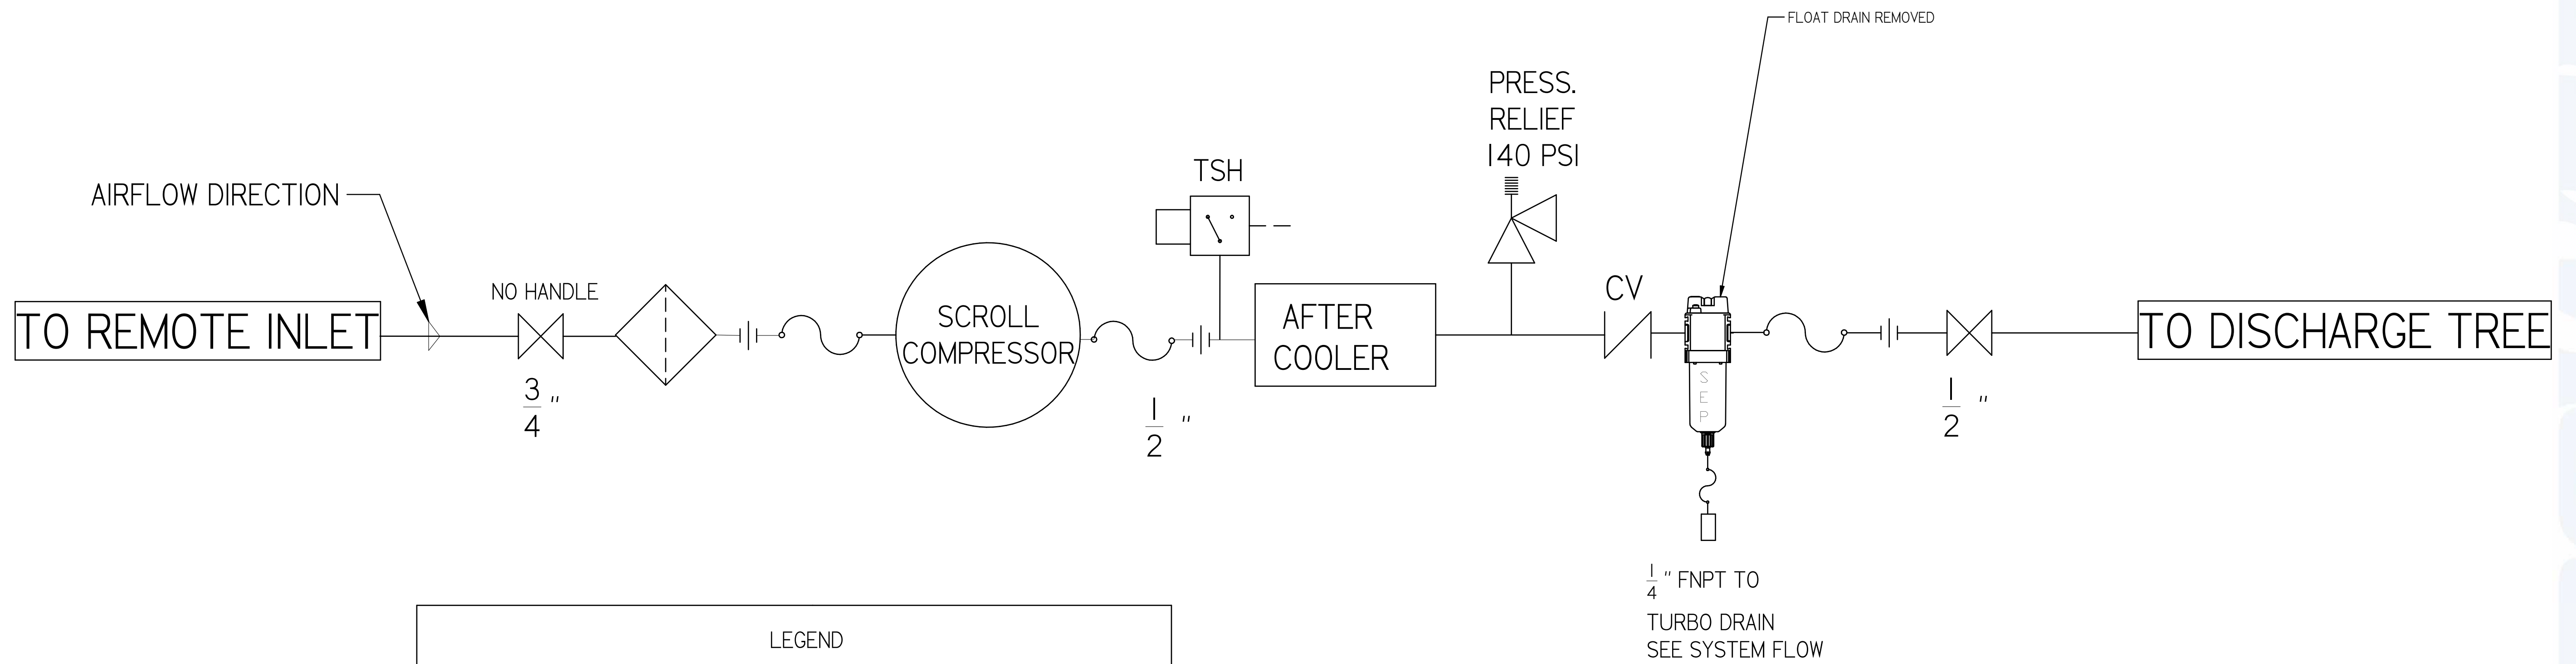 FLOAT DRAIN REMOVED
PRESS.
RELIEF
140 PSI
TSH
AIRFLOW DIRECTION
NO HANDLE
CV
TO REMOTE INLET
SCROLL
COMPRESSOR
AFTER
COOLER
TO DISCHARGE TREE
S
E
P
3/4 "
1/2 "
1/2 "
1/4 " FNPT TO
TURBO DRAIN
SEE SYSTEM FLOW
LEGEND